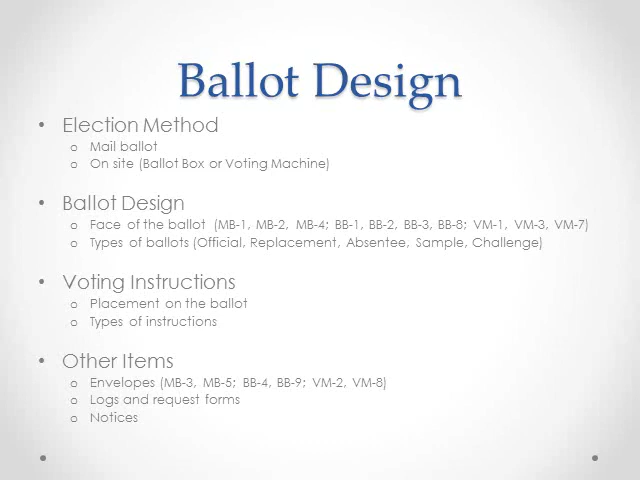 Ballot Design
• Election Method
o Mail ballot
o On site (Ballot Box or Voting Machine)
• Ballot Design
o Face of the ballot (MB-1, MB-2, MB-4; BB-1, BB-2, BB-3, BB-8; VM-1, VM-3, VM-7)
o Types of ballots (Official, Replacement, Absentee, Sample, Challenge)
• Voting Instructions
o Placement on the ballot
o Types of instructions
• Other Items
o Envelopes (MB-3, MB-5; BB-4, BB-9; VM-2, VM-8)
o Logs and request forms
o Notices